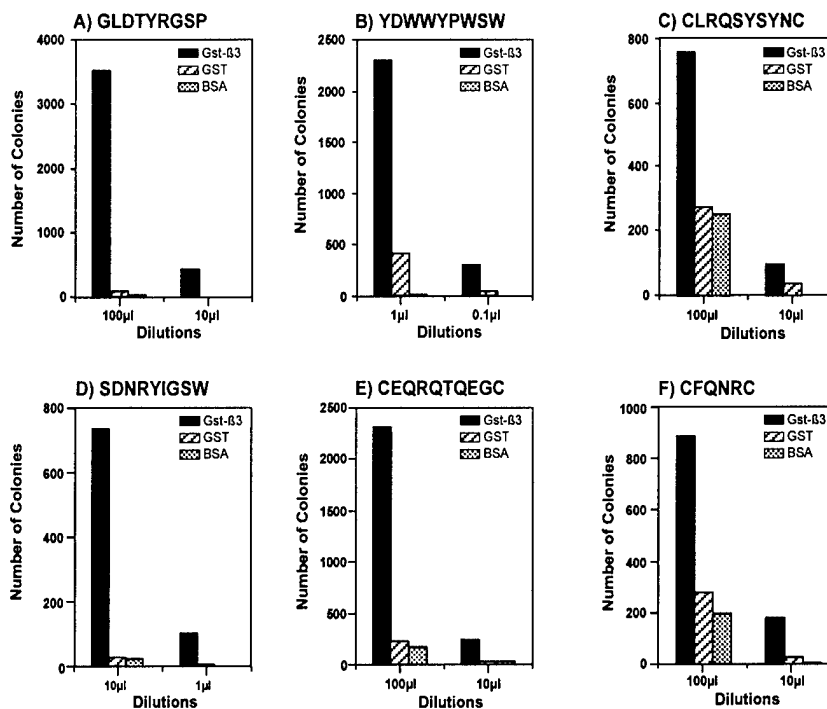 A) GLDTYRGSP
Number of Colonies
4000
3000
2000
1000
0
Gst-ß3
GST
BSA
100µl
10µl
Dilutions
B) YDWWYPWSW
Number of Colonies
2500
2000
1500
1000
500
0
Gst-ß3
GST
BSA
1µl
0.1µl
Dilutions
C) CLRQSYSYNC
Number of Colonies
800
600
400
200
0
Gst-ß3
GST
BSA
100µl
10µl
Dilutions
D) SDNRYIGSW
Number of Colonies
800
600
400
200
0
Gst-ß3
GST
BSA
10µl
1µl
Dilutions
E) CEQRQTQEGC
Number of Colonies
2500
2000
1500
1000
500
0
Gst-ß3
GST
BSA
100µl
10µl
Dilutions
F) CFQNRC
Number of Colonies
1000
800
600
400
200
0
Gst-ß3
GST
BSA
100µl
10µl
Dilutions